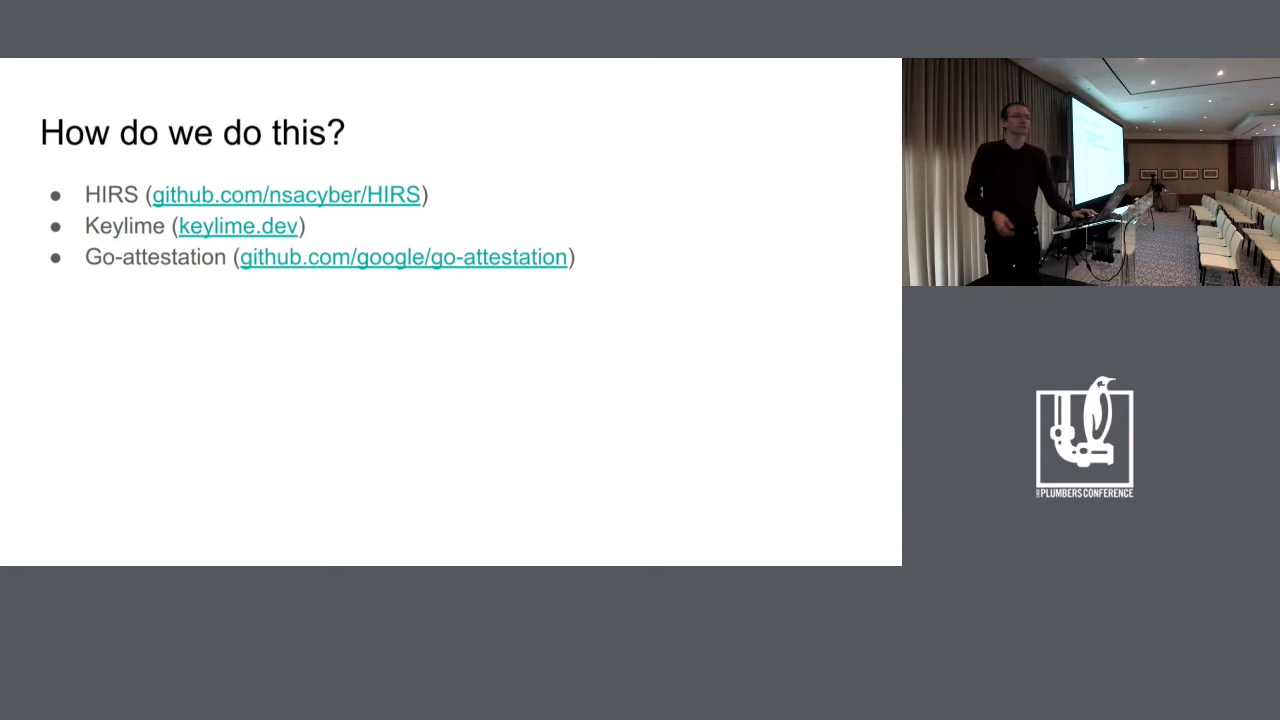 How do we do this?
● HIRS (github.com/nsacyber/HIRS)
● Keylime (keylime.dev)
● Go-attestation (github.com/google/go-attestation)
PLUMBERS CONFERENCE